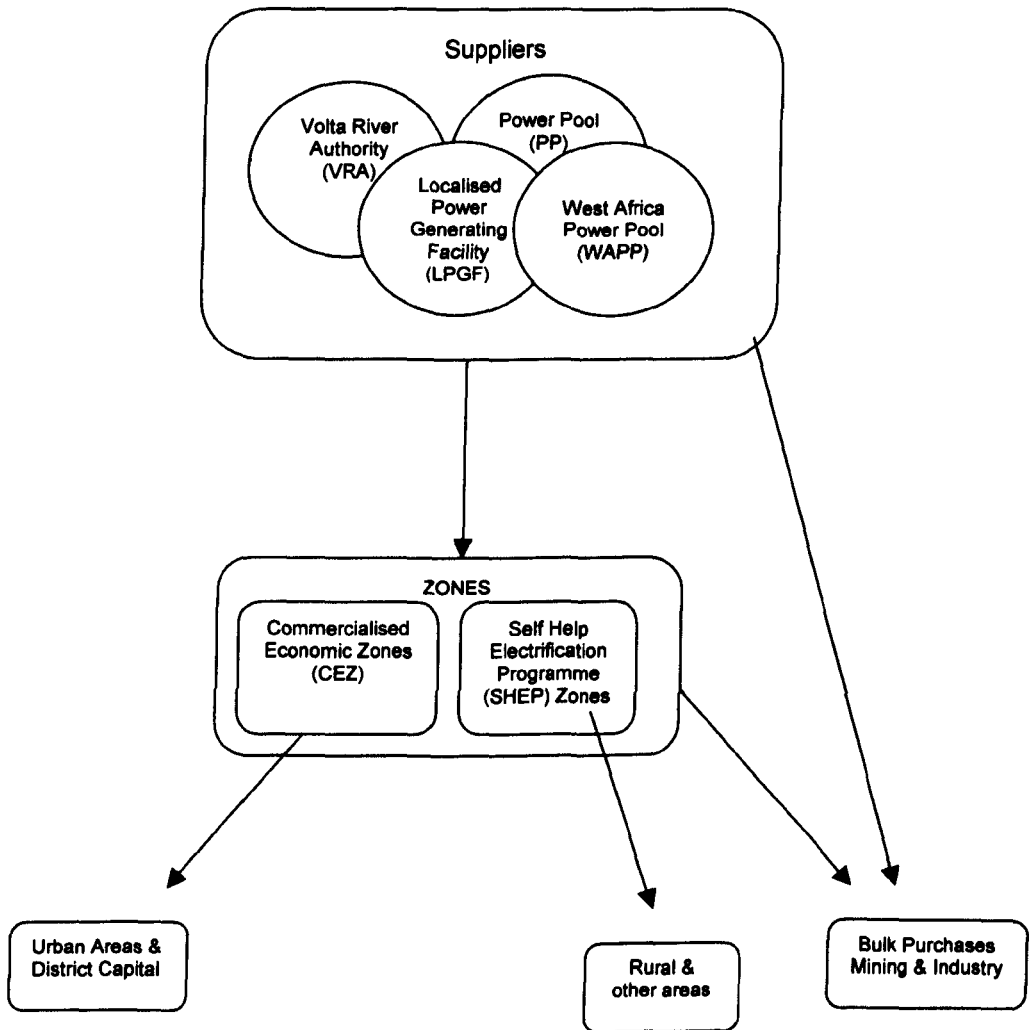 Suppliers
Volta River
Authority
(VRA)
Power Pool
(PP)
Localised
Power
Generating
Facility
(LPGF)
West Africa
Power Pool
(WAPP)
ZONES
Commercialised
Economic Zones
(CEZ)
Self Help
Electrification
Programme
(SHEP) Zones
Urban Areas &
District Capital
Rural &
other areas
Bulk Purchases
Mining & Industry